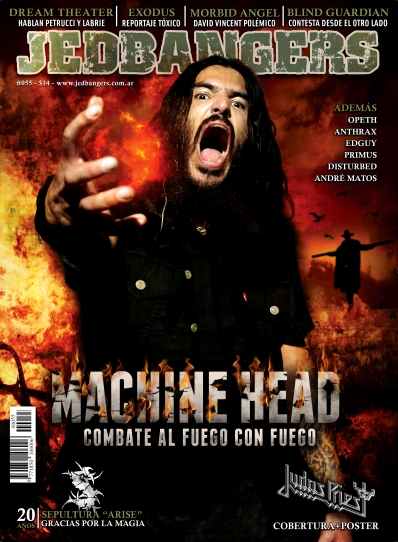 DREAM THEATER
HABLAN PETRUCCI Y LABRIE
EXODUS
REPORTAJE TÓXICO
MORBID ANGEL
DAVID VINCENT POLÉMICO
BLIND GUARDIAN
CONTESTA DESDE EL OTRO LADO
JEDBANGERS
#055 - $14 - www.jedbangers.com.ar
ADEMÁS
OPETH
ANTHRAX
EDGUY
PRIMUS
DISTURBED
ANDRÉ MATOS
MACHINE HEAD
COMBATE AL FUEGO CON FUEGO
20
AÑOS
SEPULTURA "ARISE"
GRACIAS POR LA MAGIA
Judas Priest
COBERTURA+POSTER